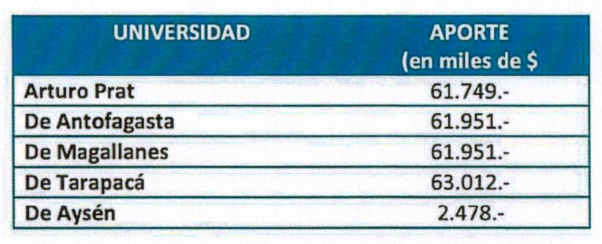 UNIVERSIDAD APORTE
(en miles de $
Arturo Prat 61.749.-
De Antofagasta 61.951.-
De Magallanes 61.951.-
De Tarapacá 63.012.-
De Aysén 2.478.-